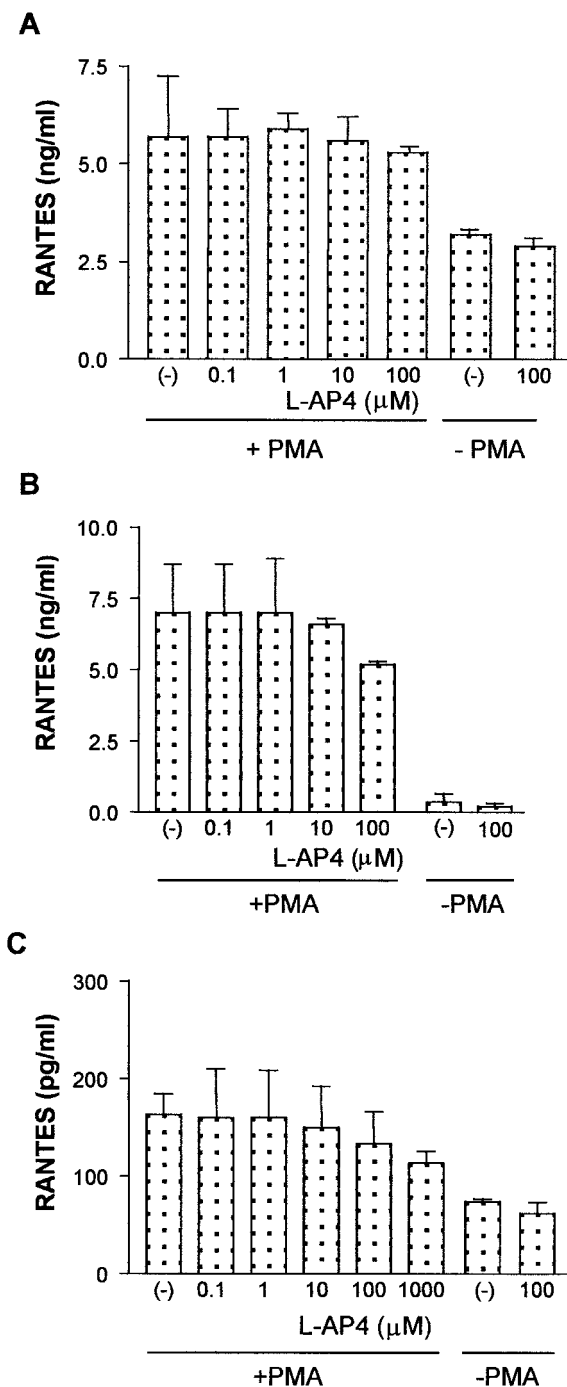 A
RANTES (ng/ml)
7.5
5.0
2.5
0.0
(-) 0.1 1 10 100 (-) 100
L-AP4 (μM)
+ PMA - PMA
B
RANTES (ng/ml)
10.0
7.5
5.0
2.5
0.0
(-) 0.1 1 10 100 (-) 100
L-AP4 (μM)
+PMA -PMA
C
RANTES (pg/ml)
300
200
100
0
(-) 0.1 1 10 100 1000 (-) 100
L-AP4 (μM)
+PMA -PMA